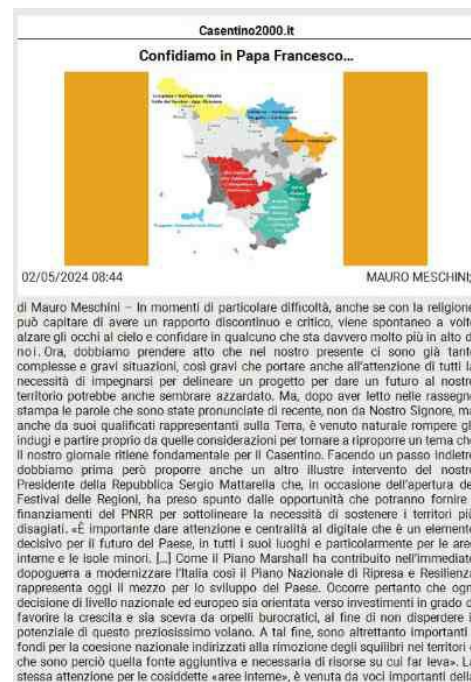 Casentino2000.it
Confidiamo in Papa Francesco...
02/05/2024 08:44 MAURO MESCHINI;
di Mauro Meschini – In momenti di particolare difficoltà, anche se con la religione
può capitare di avere un rapporto discontinuo e critico, viene spontaneo a volte
alzare gli occhi al cielo e confidare in qualcuno che sta davvero molto più in alto di
noi. Ora, dobbiamo prendere atto che nel nostro presente ci sono già tante
complesse e gravi situazioni, così gravi che portare anche all'attenzione di tutti la
necessità di impegnarsi per delineare un progetto per dare un futuro al nostro
territorio potrebbe anche sembrare azzardato. Ma, dopo aver letto nelle rassegne
stampa le parole che sono state pronunciate di recente, non da Nostro Signore, ma
anche da suoi qualificati rappresentanti sulla Terra, è venuto naturale rompere gli
indugi e partire proprio da quelle considerazioni per tornare a riproporre un tema che
il nostro giornale ritiene fondamentale per il Casentino. Facendo un passo indietro
dobbiamo prima però proporre anche un altro illustre intervento del nostro
Presidente della Repubblica Sergio Mattarella che, in occasione dell'apertura del
Festival delle Regioni, ha preso spunto dalle opportunità che potranno fornire i
finanziamenti del PNRR per sottolineare la necessità di sostenere i territori più
disagiati. «È importante dare attenzione e centralità al digitale che è un elemento
decisivo per il futuro del Paese, in tutti i suoi luoghi e particolarmente per le aree
interne e le isole minori. [...] Come il Piano Marshall ha contribuito nell'immediato
dopoguerra a modernizzare l'Italia così il Piano Nazionale di Ripresa e Resilienza
rappresenta oggi il mezzo per lo sviluppo del Paese. Occorre pertanto che ogni
decisione di livello nazionale ed europeo sia orientata verso investimenti in grado di
favorire la crescita e sia scevra da orpelli burocratici, al fine di non disperdere il
potenziale di questo preziosissimo volano. A tal fine, sono altrettanto importanti i
fondi per la coesione nazionale indirizzati alla rimozione degli squilibri nei territori e
che sono perciò quella fonte aggiuntiva e necessaria di risorse su cui far leva». La
stessa attenzione per le cosiddette «aree interne», è venuta da voci importanti della